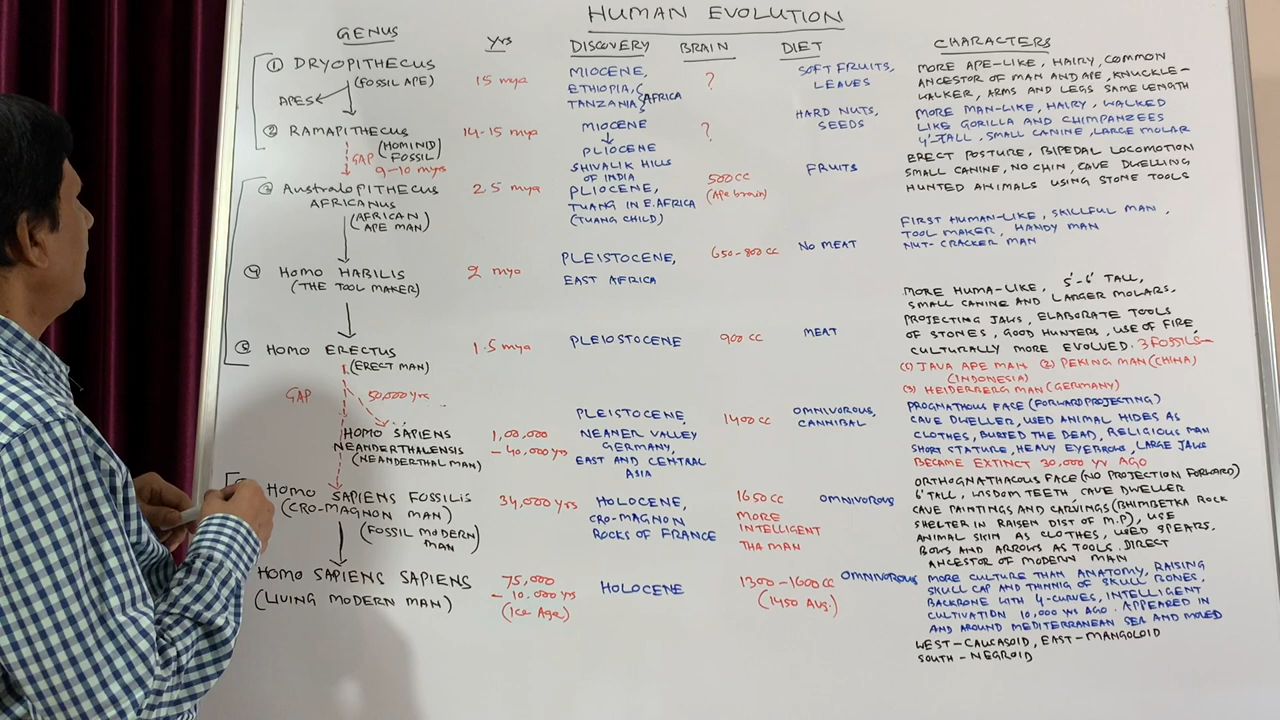 HUMAN EVOLUTION
GENUS
YRS
DISCOVERY
BRAIN
DIET
CHARACTERS
① DRYOPITHECUS
(FOSSIL APE)
APES
15 mya
MIOCENE,
ETHIOPIA,
TANZANIA
AFRICA
?
SOFT FRUITS,
LEAVES
MORE APE-LIKE, HAIRY, COMMON
ANCESTOR OF MAN AND APE, KNUCKLE-
WALKER, ARMS AND LEGS SAME LENGTH
② RAMAPITHECUS
(HOMINID
FOSSIL)
GAP
9-10 myrs
14-15 mya
MIOCENE
PLIOCENE
SHIVALIK HILLS
OF INDIA
?
HARD NUTS,
SEEDS
MORE MAN-LIKE, HAIRY, WALKED
LIKE GORILLA AND CHIMPANZEES
4'-TALL, SMALL CANINE, LARGE MOLAR
AUSTRALOPITHECUS
AFRICANUS
(AFRICAN
APE MAN)
2.5 mya
PLIOCENE,
TUANG IN E. AFRICA
(TUANG CHILD)
500CC
(Ape brain)
FRUITS
ERECT POSTURE, BIPEDAL LOCOMOTION
SMALL CANINE, NO CHIN, CAVE DWELLING
HUNTED ANIMALS USING STONE TOOLS
④ HOMO HABILIS
(THE TOOL MAKER)
2 mya
PLEISTOCENE,
EAST AFRICA
650-800 CC
NO MEAT
FIRST HUMAN-LIKE, SKILLFUL MAN,
TOOL MAKER, HANDY MAN
NUT-CRACKER MAN
⑤ HOMO ERECTUS
(ERECT MAN)
1.5 mya
PLEIOSTOCENE
900 CC
MEAT
MORE HUMA-LIKE, 5'-6' TALL,
SMALL CANINE AND LARGER MOLARS,
PROJECTING JAWS, ELABORATE TOOLS
OF STONES, GOOD HUNTERS, USE OF FIRE,
CULTURALLY MORE EVOLVED. 3 FOSSILS
(1) JAVA APE MAN (2) PEKING MAN (CHINA)
(INDONESIA)
(3) HEIDERBERG MAN (GERMANY)
GAP
50,000 yrs
HOMO SAPIENS
NEANDERTHALENSIS
(NEANDERTHAL MAN)
1,00,000
- 40,000 yrs
PLEISTOCENE,
NEANER VALLEY
GERMANY,
EAST AND CENTRAL
ASIA
1400 CC
OMNIVOROUS,
CANNIBAL
PROGNATHOUS FACE (FORWARD PROJECTING)
CAVE DWELLER, USED ANIMAL HIDES AS
CLOTHES, BURIED THE DEAD, RELIGIOUS MAN
SHORT STATURE, HEAVY EYEBROWS, LARGE JAWS
BECAME EXTINCT 30,000 yr AGO
HOMO SAPIENS FOSSILIS
(CRO-MAGNON MAN)
(FOSSIL MODERN
MAN)
34,000 yrs
HOLOCENE,
CRO-MAGNON
ROCKS OF FRANCE
1650 CC
MORE
INTELLIGENT
THA MAN
OMNIVOROUS
ORTHOGNATHACOUS FACE (NO PROJECTION FORWARD)
6' TALL, WISDOM TEETH, CAVE DWELLER
CAVE PAINTINGS AND CARVINGS (BHIMBETKA ROCK
SHELTER IN RAISEN DIST OF M.P), USE
ANIMAL SKIN AS CLOTHES, USED SPEARS,
BOWS AND ARROWS AS TOOLS. DIRECT
ANCESTOR OF MODERN MAN
HOMO SAPIENS SAPIENS
(LIVING MODERN MAN)
75,000
- 10,000 yrs
(Ice Age)
HOLOCENE
1300-1600 CC
(1450 Avs.)
OMNIVOROUS
MORE CULTURE THAN ANATOMY, RAISING
SKULL CAP AND THINNIG OF SKULL BONES,
BACKBONE WITH 4-CURVES, INTELLIGENT
CULTIVATION 10,000 yrs AGO. APPEARED IN
AND AROUND MEDITERRANEAN SEA AND MOVED
WEST-CAUCASOID, EAST-MANGOLOID
SOUTH-NEGROID